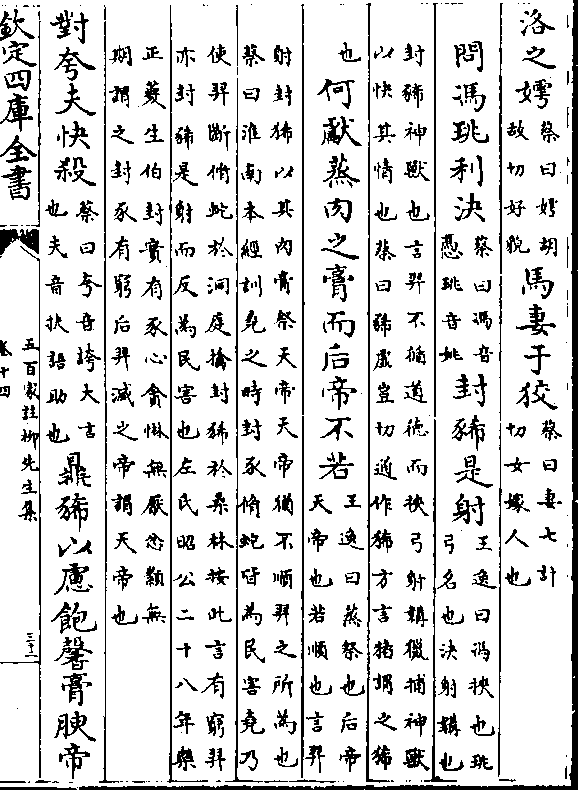 洛之嫮蔡曰嫮胡故切好貌馬妻于狡蔡曰妻七計切女嫁人也
問馮珧利決蔡曰馮音慿珧音姚封豨是射王逸曰馮挾也珧弓名也決射韝也
封豨神獸也言羿不脩道德而挾弓射韝獵捕神獸
以快其情也蔡曰豨虛豈切通作狶方言猪謂之豨
也何獻蒸肉之膏而后帝不若王逸曰蒸祭也后帝天帝也若順也言羿
射封豨以其肉膏祭天帝天帝猶不順羿之所為也
蔡曰淮南本經訓堯之時封豕脩蛇皆為民害堯乃
使羿斷脩蛇於洞庭擒封豨於桑林按此言有窮羿
亦封豨是射而反為民害也左氏昭公二十八年樂
正夔生伯封實有豕心貪惏無厭忿纇無
期謂之封豕有窮后羿滅之帝謂天帝也
對夸夫快殺蔡曰夸音誇大言也夫音扶語助也鼎豨以慮飽馨膏腴帝
欽定四庫全書
五百家註柳先生集
卷十四
三十二